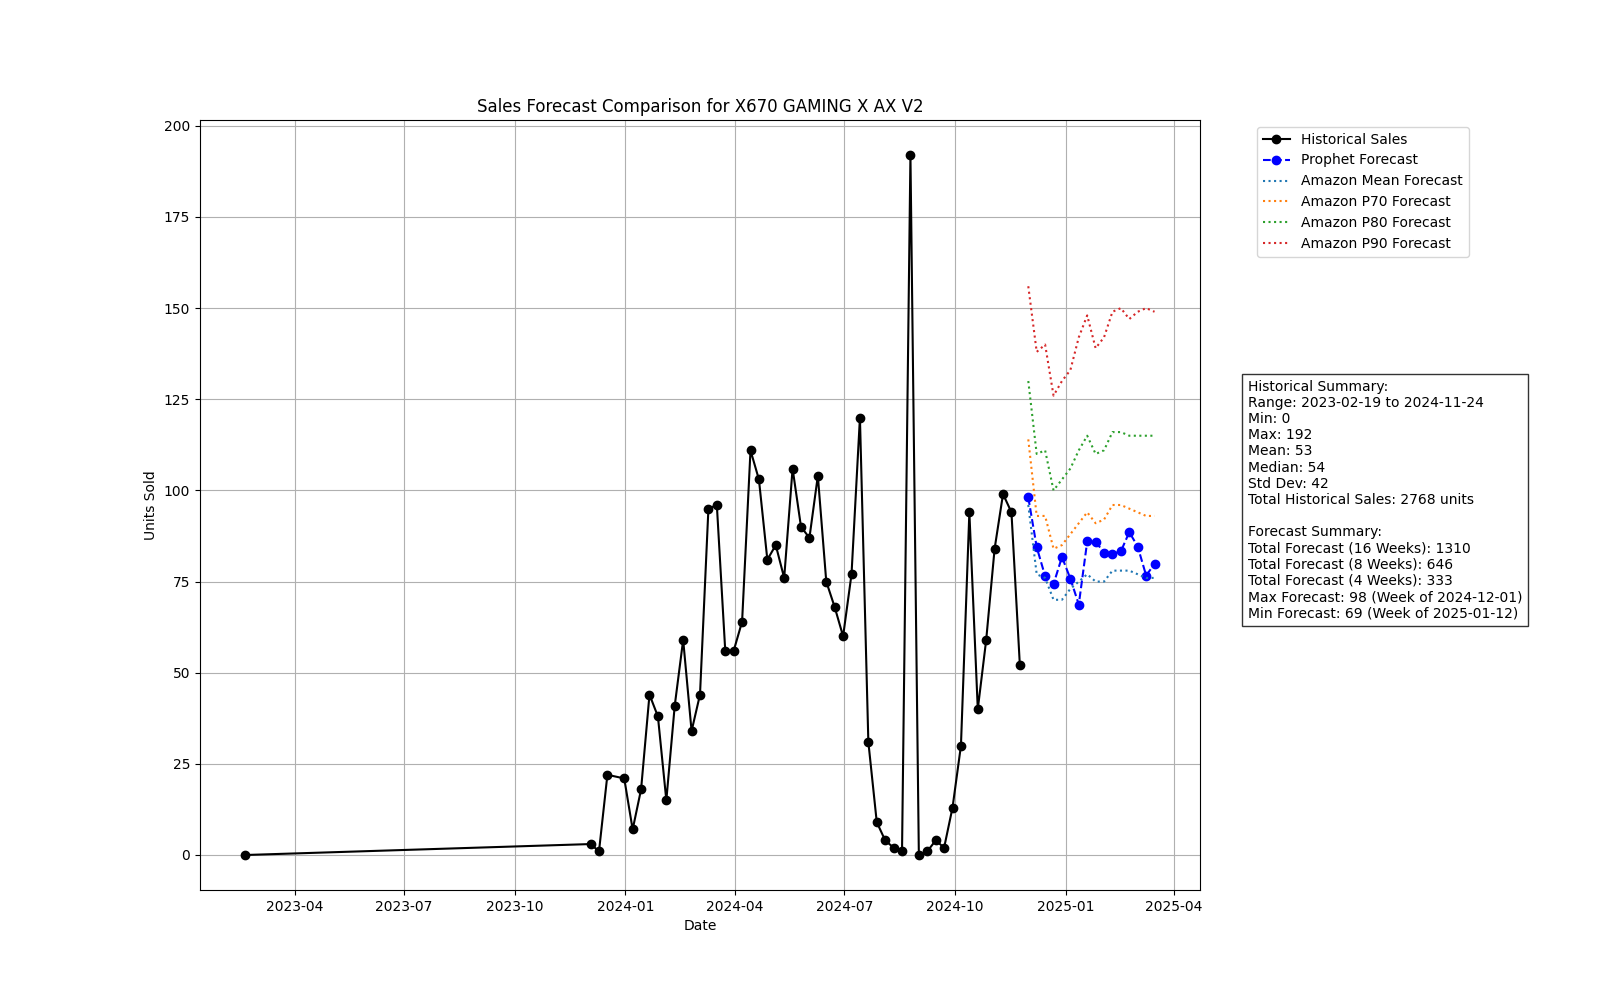 Sales Forecast Comparison for X670 GAMING X AX V2
200
175
150
125
100
75
50
25
0
Units Sold
2023-04
2023-07
2023-10
2024-01
2024-04
2024-07
2024-10
2025-01
2025-04
Date
Historical Sales
Prophet Forecast
Amazon Mean Forecast
Amazon P70 Forecast
Amazon P80 Forecast
Amazon P90 Forecast
Historical Summary:
Range: 2023-02-19 to 2024-11-24
Min: 0
Max: 192
Mean: 53
Median: 54
Std Dev: 42
Total Historical Sales: 2768 units
Forecast Summary:
Total Forecast (16 Weeks): 1310
Total Forecast (8 Weeks): 646
Total Forecast (4 Weeks): 333
Max Forecast: 98 (Week of 2024-12-01)
Min Forecast: 69 (Week of 2025-01-12)